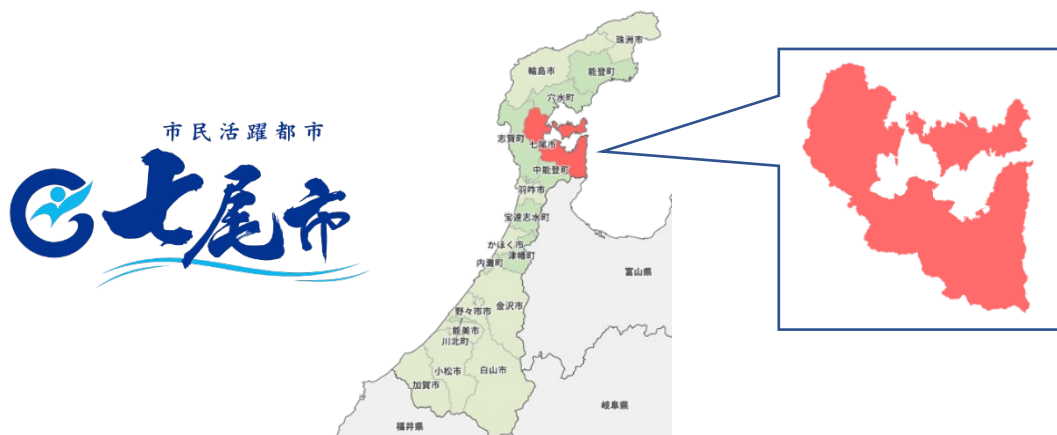 市民活躍都市
七尾市
珠洲市
輪島市
能登町
穴水町
志賀町
七尾市
中能登町
羽咋市
宝達志水町
かほく市
津幡町
内灘町
富山県
金沢市
野々市市
能美市
川北町
小松市
白山市
加賀市
岐阜県
福井県